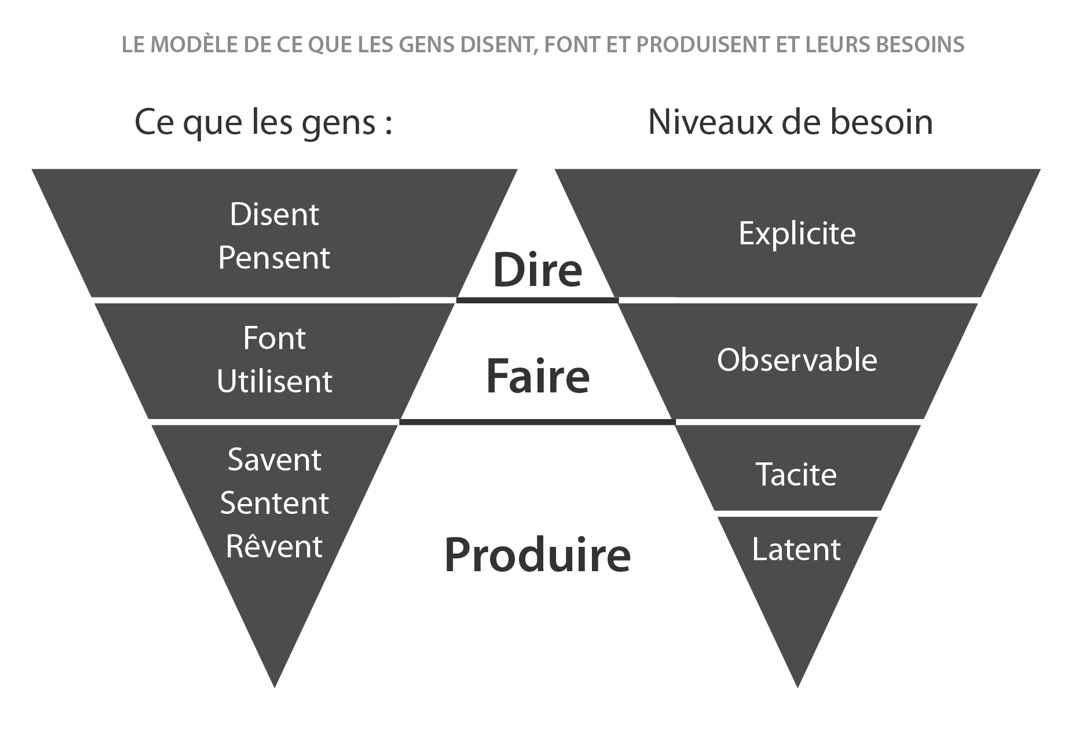 LE MODÈLE DE CE QUE LES GENS DISENT, FONT ET PRODUISENT ET LEURS BESOINS
Ce que les gens :
Niveaux de besoin
Disent
Pensent
Dire
Explicite
Font
Utilisent
Faire
Observable
Savent
Sentent
Rêvent
Produire
Tacite
Latent